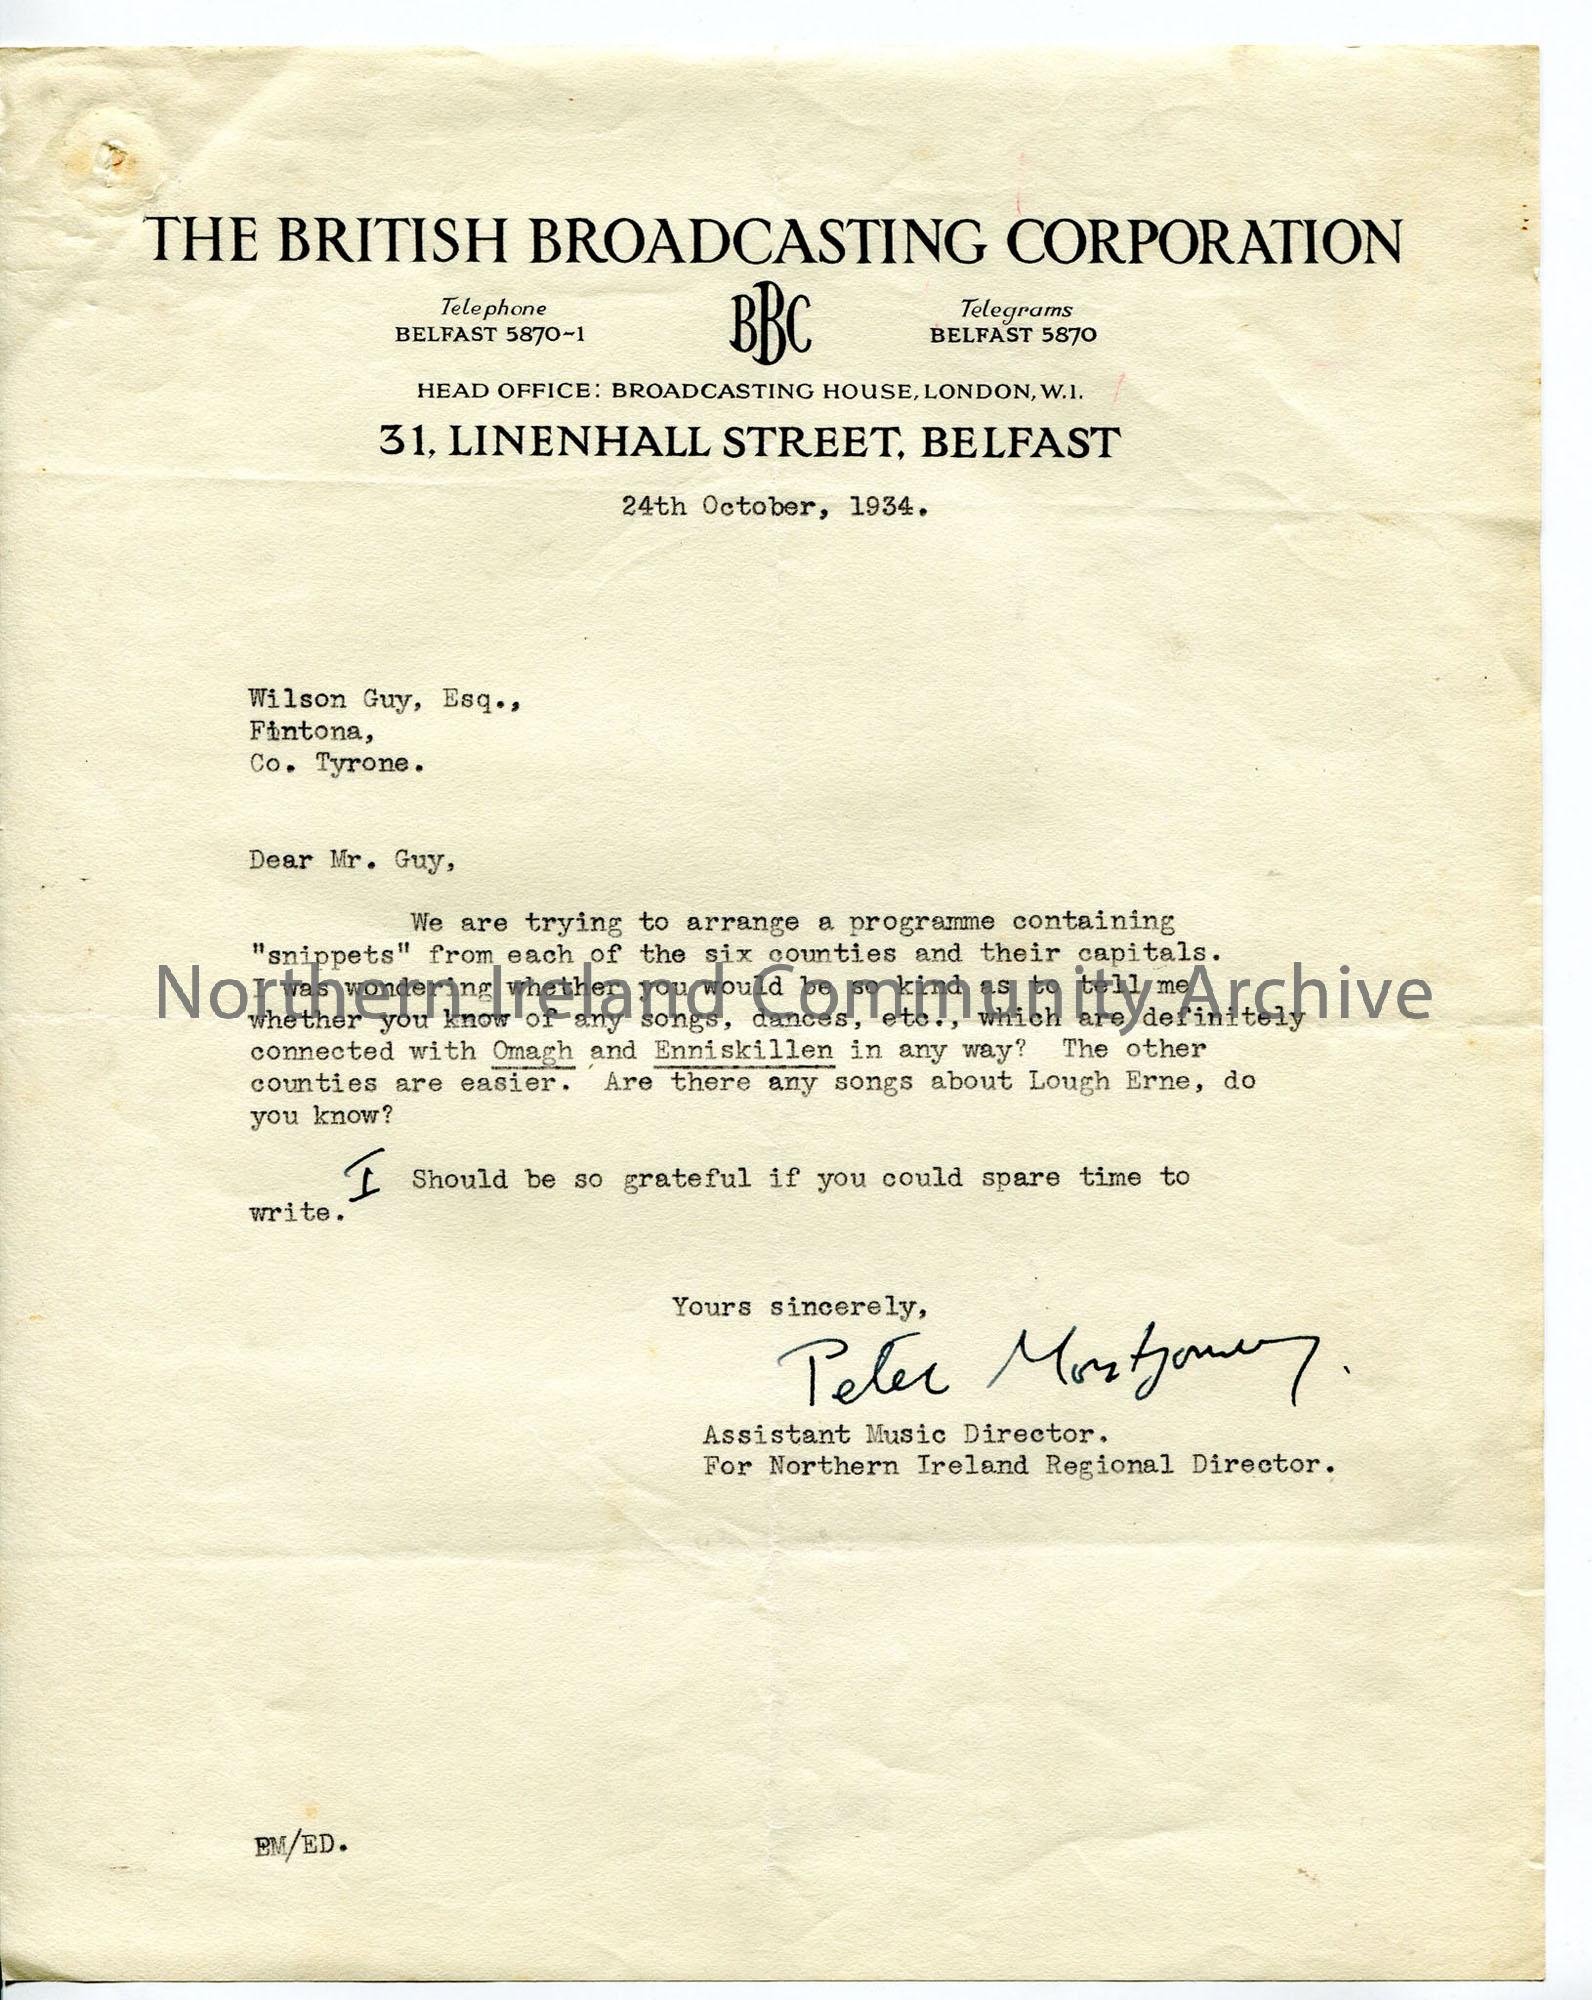 THE BRITISH BROADCASTING CORPORATION
Telephone
BELFAST 5870~1
BBC
Telegrams
BELFAST 5870
HEAD OFFICE: BROADCASTING HOUSE, LONDON, W.1.
31, LINENHALL STREET, BELFAST
24th October, 1934.
Wilson Guy, Esq.,
Fintona,
Co. Tyrone.
Dear Mr. Guy,
We are trying to arrange a programme containing
"snippets" from each of the six counties and their capitals.
I was wondering whether you would be so kind as to tell me
Northern Ireland Community Archive
whether you know of any songs, dances, etc., which are definitely
connected with Omagh and Enniskillen in any way? The other
counties are easier. Are there any songs about Lough Erne, do
you know?
I Should be so grateful if you could spare time to
write.
Yours sincerely,
Peter Montgomery.
Assistant Music Director.
For Northern Ireland Regional Director.
PM/ED.